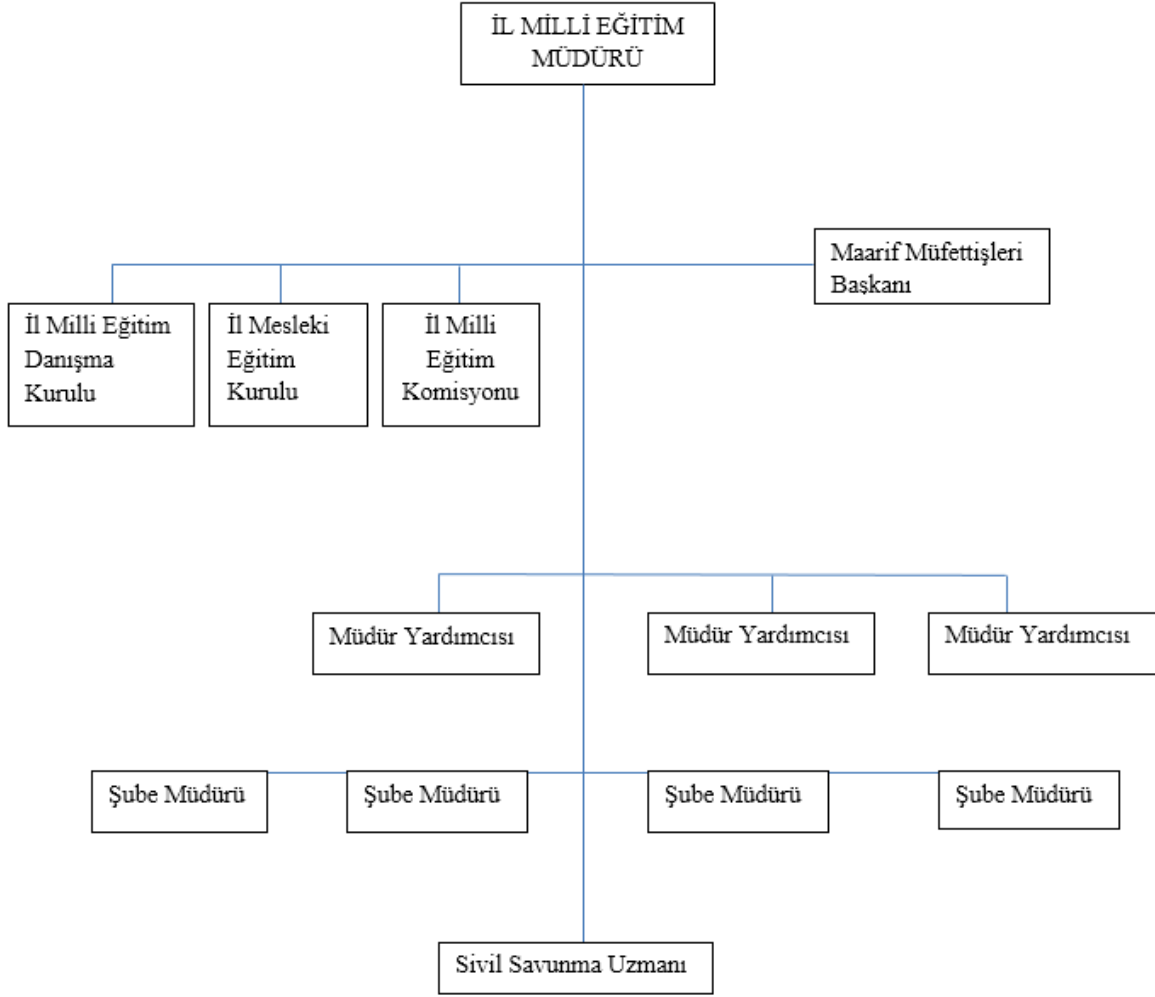 İL MİLLİ EĞİTİM
MÜDÜRÜ
Maarif Müfettişleri
Başkanı
İl Milli Eğitim
Danışma
Kurulu
İl Mesleki
Eğitim
Kurulu
İl Milli
Eğitim
Komisyonu
Müdür Yardımcısı
Müdür Yardımcısı
Müdür Yardımcısı
Şube Müdürü
Şube Müdürü
Şube Müdürü
Şube Müdürü
Sivil Savunma Uzmanı